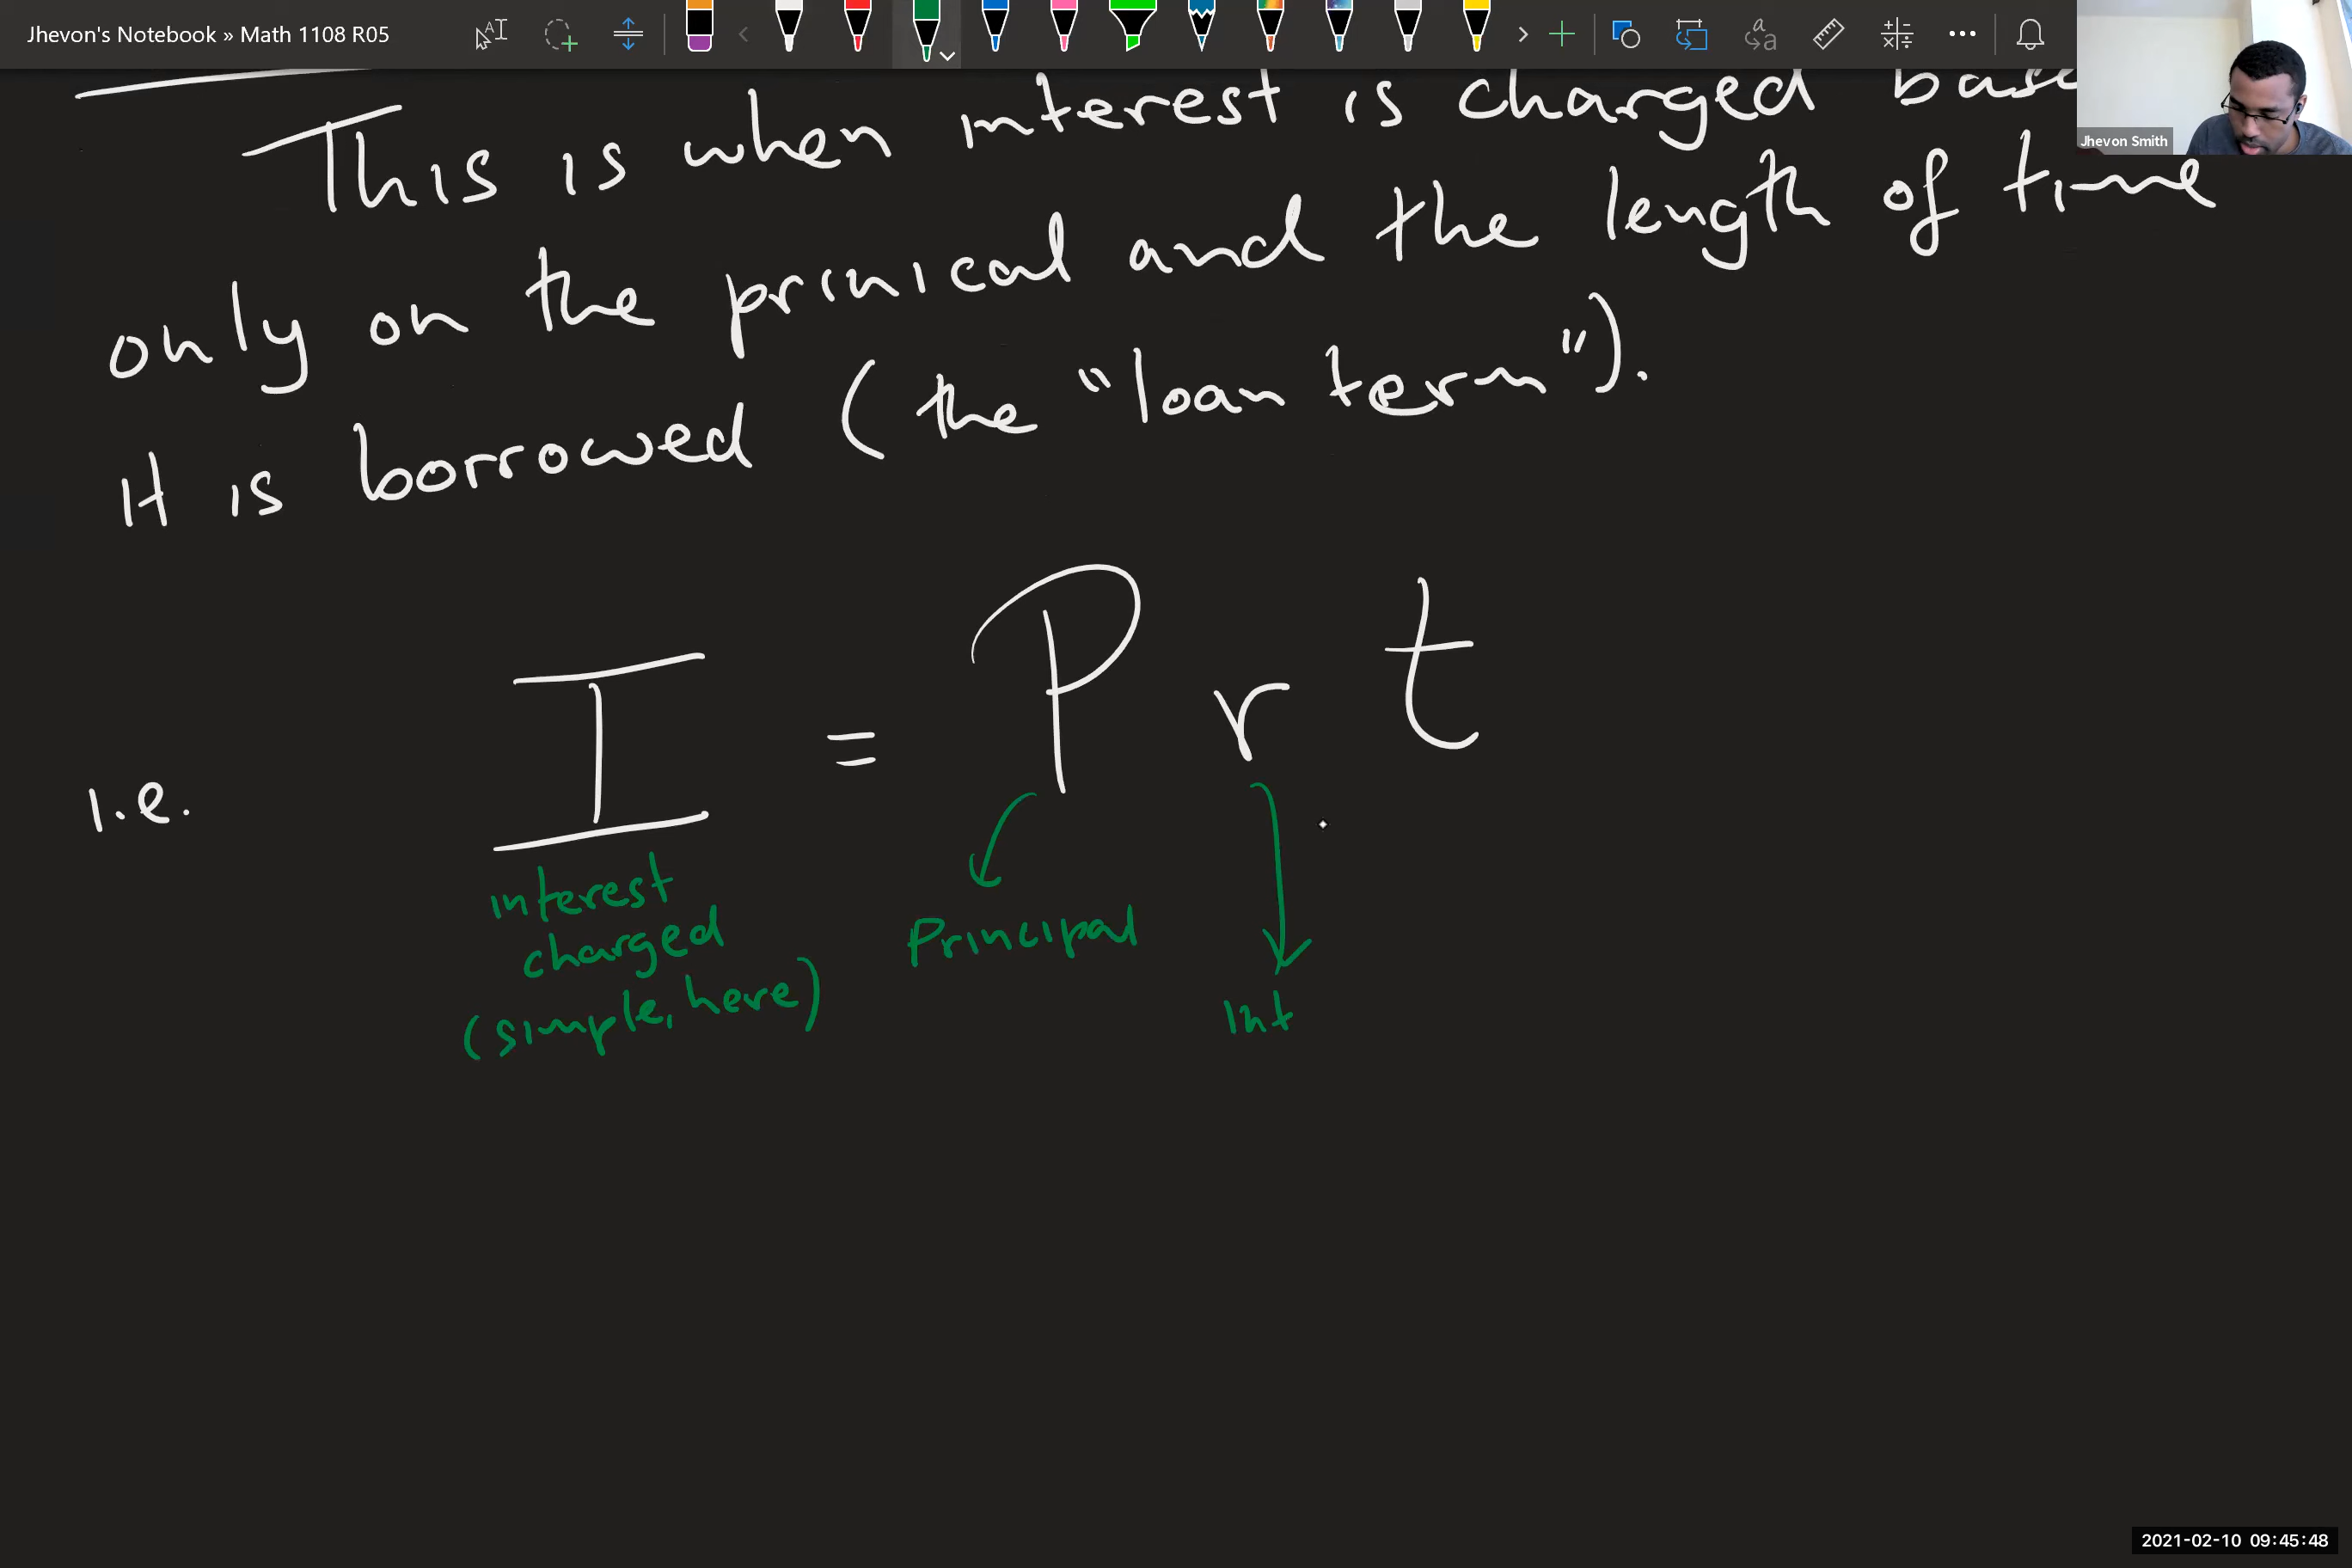 Jhevon's Notebook » Math 1108 R05
Jhevon Smith
This is when interest is charged
only on the prinical and the length of time
it is borrowed (the "loan term").
i.e. I = P r t
interest
charged
(simple, here)
Principal
int
2021-02-10 09:45:48